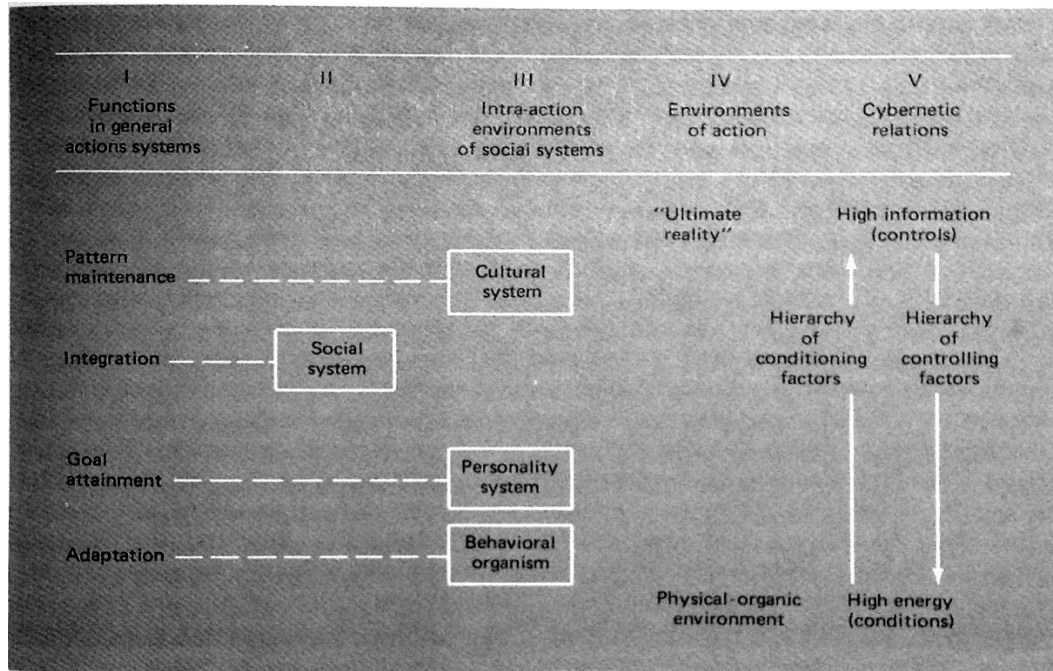 I
II
III
IV
V
Functions
in general
actions systems
Intra-action
environments
of social systems
Environments
of action
Cybernetic
relations
"Ultimate
reality"
High information
(controls)
Pattern
maintenance
Cultural
system
Hierarchy
of
conditioning
factors
Hierarchy
of
controlling
factors
Integration
Social
system
Goal
attainment
Personality
system
Adaptation
Behavioral
organism
Physical-organic
environment
High energy
(conditions)